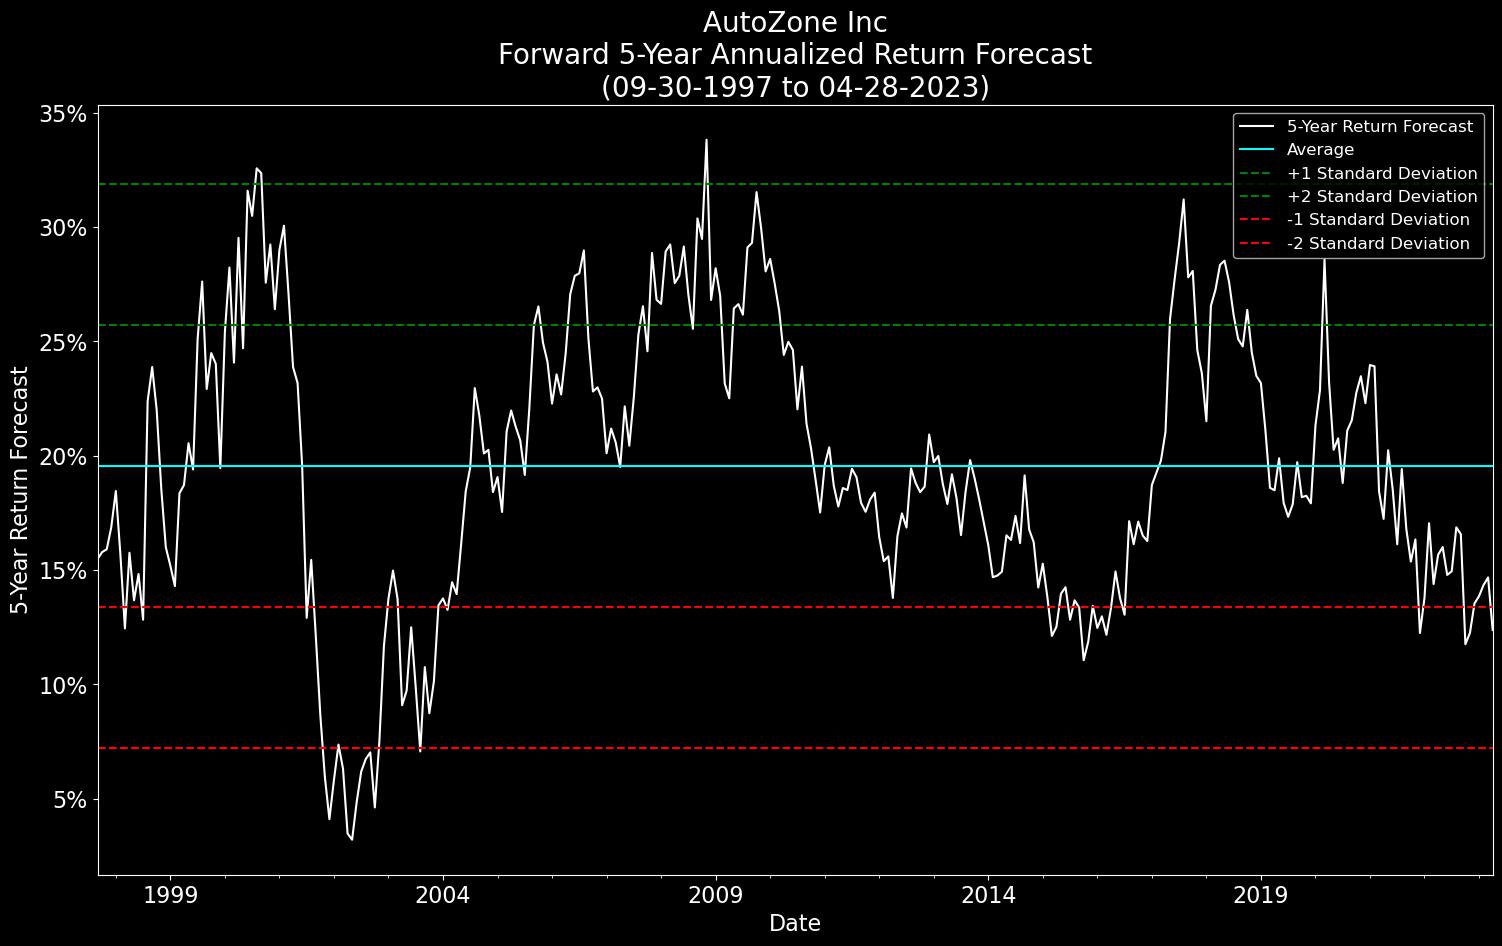 AutoZone Inc
Forward 5-Year Annualized Return Forecast
(09-30-1997 to 04-28-2023)
35%
30%
25%
20%
15%
10%
5%
5-Year Return Forecast
5-Year Return Forecast
Average
+1 Standard Deviation
+2 Standard Deviation
-1 Standard Deviation
-2 Standard Deviation
1999
2004
2009
2014
2019
Date